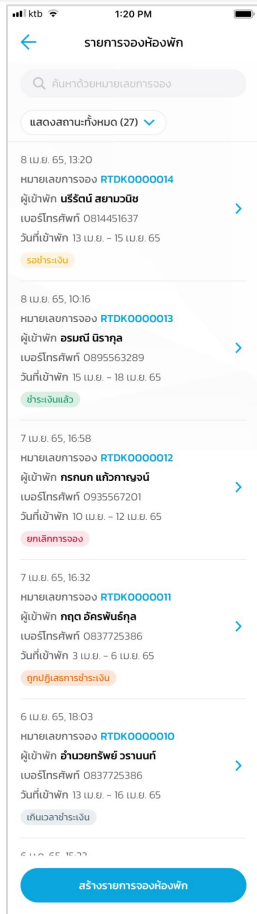 ktb 1:20 PM
รายการจองห้องพัก
ค้นหาด้วยหมายเลขการจอง
แสดงสถานะทั้งหมด (27)
8 เม.ย. 65, 13:20
หมายเลขการจอง RTDK0000014
ผู้เข้าพัก นรีรัตน์ สยามวนิช
เบอร์โทรศัพท์ 0814451637
วันที่เข้าพัก 13 เม.ย. - 15 เม.ย. 65
รอชำระเงิน
8 เม.ย. 65, 10:16
หมายเลขการจอง RTDK0000013
ผู้เข้าพัก อรมณี นิรากุล
เบอร์โทรศัพท์ 0895563289
วันที่เข้าพัก 15 เม.ย. - 18 เม.ย. 65
ชำระเงินแล้ว
7 เม.ย. 65, 16:58
หมายเลขการจอง RTDK0000012
ผู้เข้าพัก กรกนก แก้วกาญจน์
เบอร์โทรศัพท์ 0935567201
วันที่เข้าพัก 10 เม.ย. - 12 เม.ย. 65
ยกเลิกการจอง
7 เม.ย. 65, 16:32
หมายเลขการจอง RTDK0000011
ผู้เข้าพัก กฤต อัครพันธ์กุล
เบอร์โทรศัพท์ 0837725386
วันที่เข้าพัก 3 เม.ย. - 6 เม.ย. 65
ถูกปฏิเสธการชำระเงิน
6 เม.ย. 65, 18:03
หมายเลขการจอง RTDK0000010
ผู้เข้าพัก อำนวยทรัพย์ วรานนท์
เบอร์โทรศัพท์ 0837725386
วันที่เข้าพัก 13 เม.ย. - 16 เม.ย. 65
เกินเวลาชำระเงิน
สร้างรายการจองห้องพัก